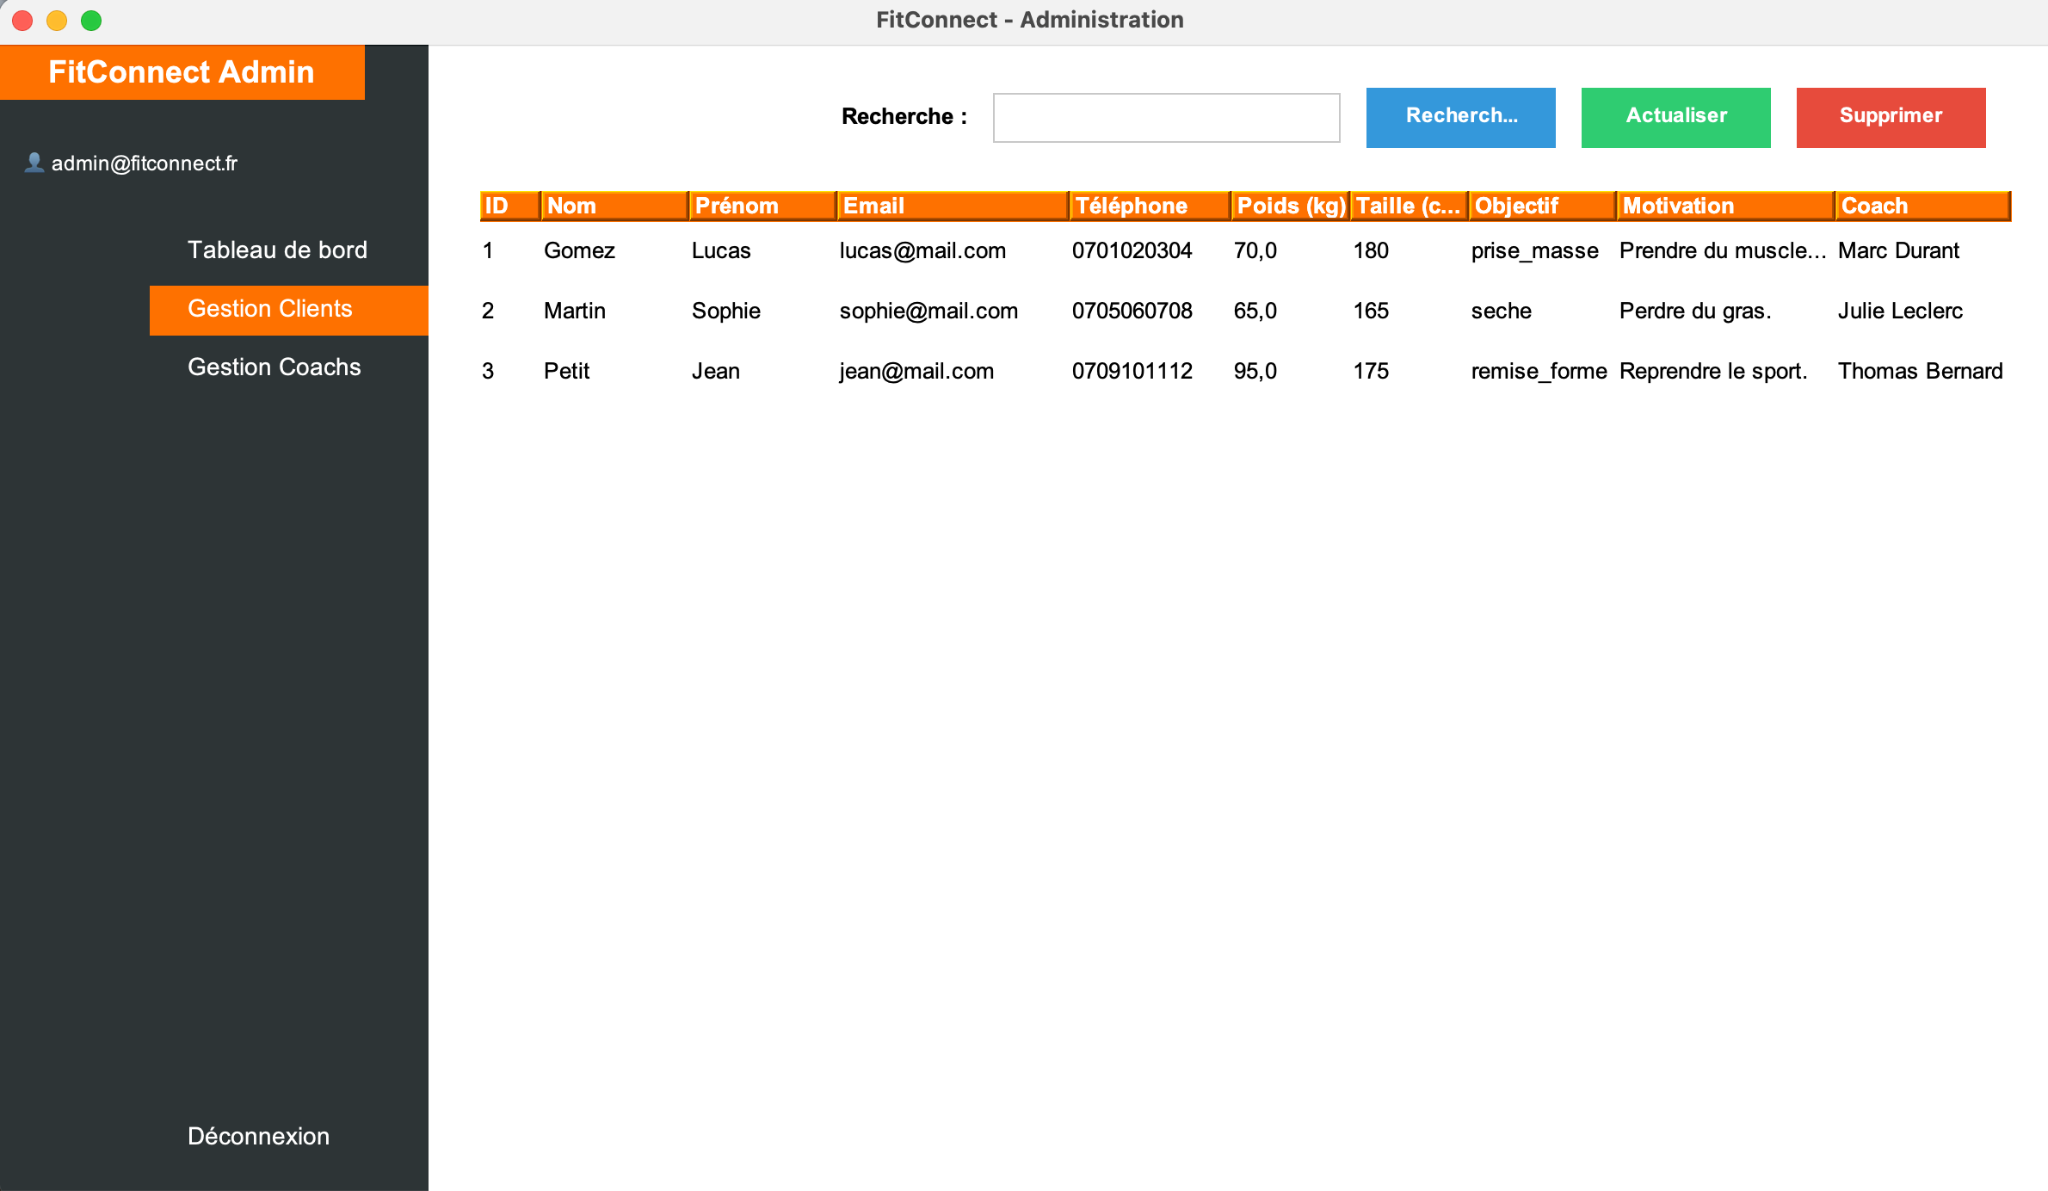 FitConnect - Administration
FitConnect Admin
admin@fitconnect.fr
Tableau de bord
Gestion Clients
Gestion Coachs
Déconnexion
Recherche : Recherch... Actualiser Supprimer
ID Nom Prénom Email Téléphone Poids (kg) Taille (c... Objectif Motivation Coach
1 Gomez Lucas lucas@mail.com 0701020304 70,0 180 prise_masse Prendre du muscle... Marc Durant
2 Martin Sophie sophie@mail.com 0705060708 65,0 165 seche Perdre du gras. Julie Leclerc
3 Petit Jean jean@mail.com 0709101112 95,0 175 remise_forme Reprendre le sport. Thomas Bernard